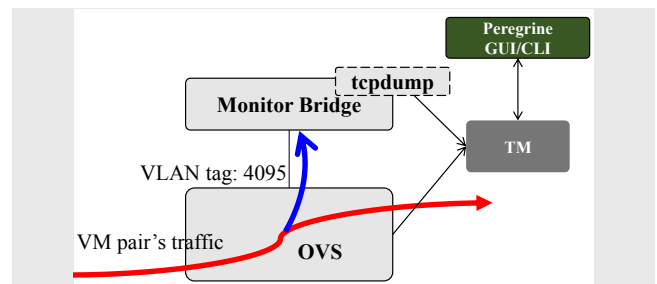 Peregrine
GUI/CLI
tcpdump
Monitor Bridge
TM
VLAN tag: 4095
VM pair's traffic
OVS